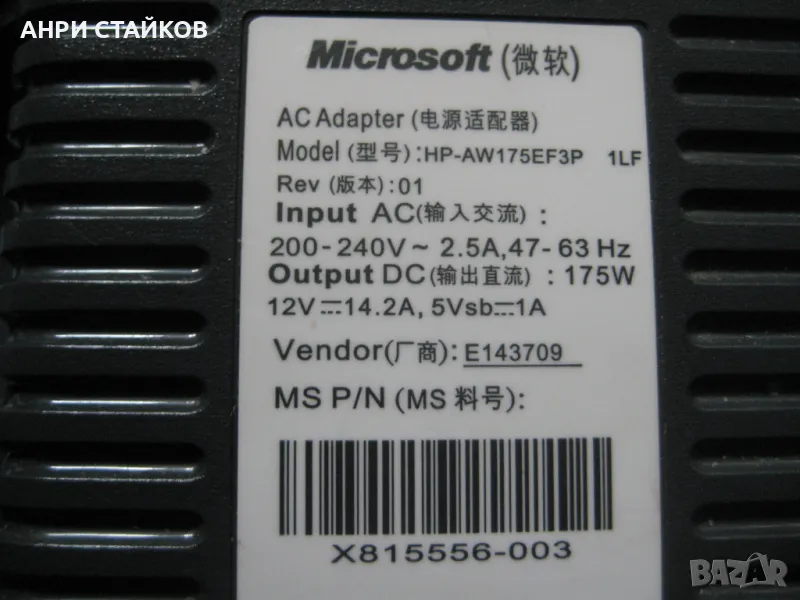 АНРИ СТАЙКОВ
Microsoft (微软)
AC Adapter (电源适配器)
Model (型号):HP-AW175EF3P 1LF
Rev (版本):01
Input AC(输入交流) :
200-240V~ 2.5A,47-63 Hz
Output DC(输出直流) : 175W
12V⎓14.2A, 5Vsb⎓1A
Vendor(厂商): E143709
MS P/N (MS 料号):
X815556-003
BAZAR